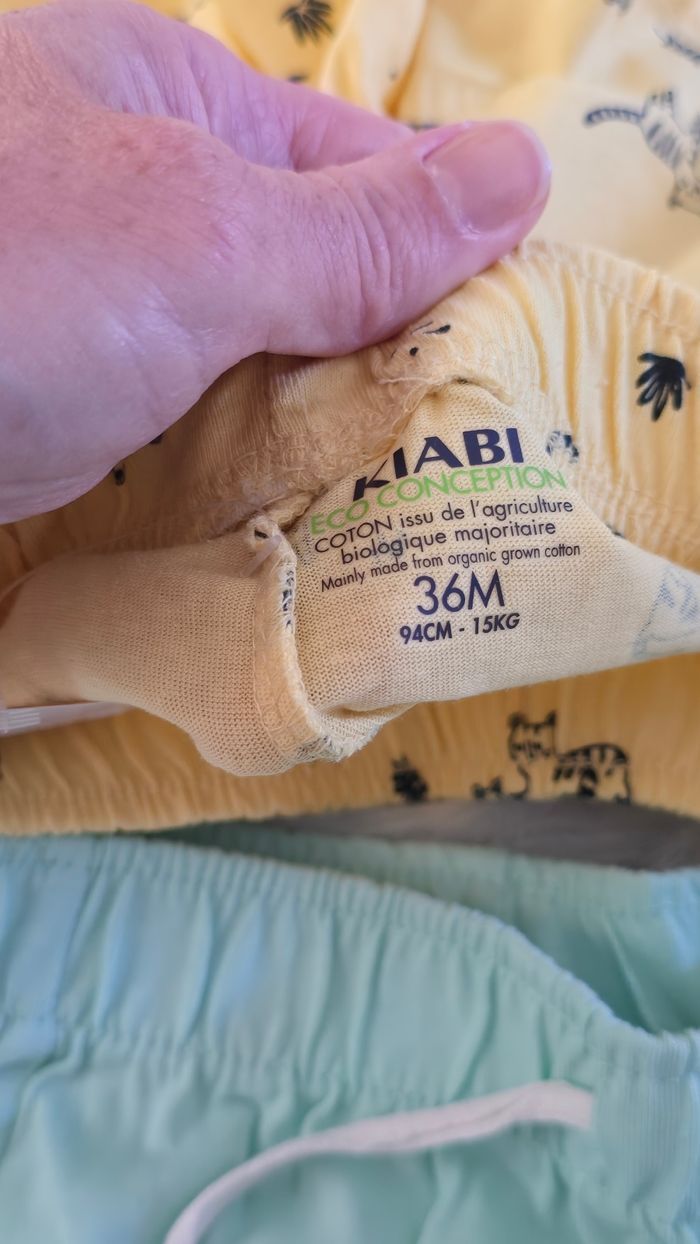 KIABI
ECO CONCEPTION
COTON issu de l'agriculture
biologique majoritaire
Mainly made from organic grown cotton
36M
94CM - 15KG